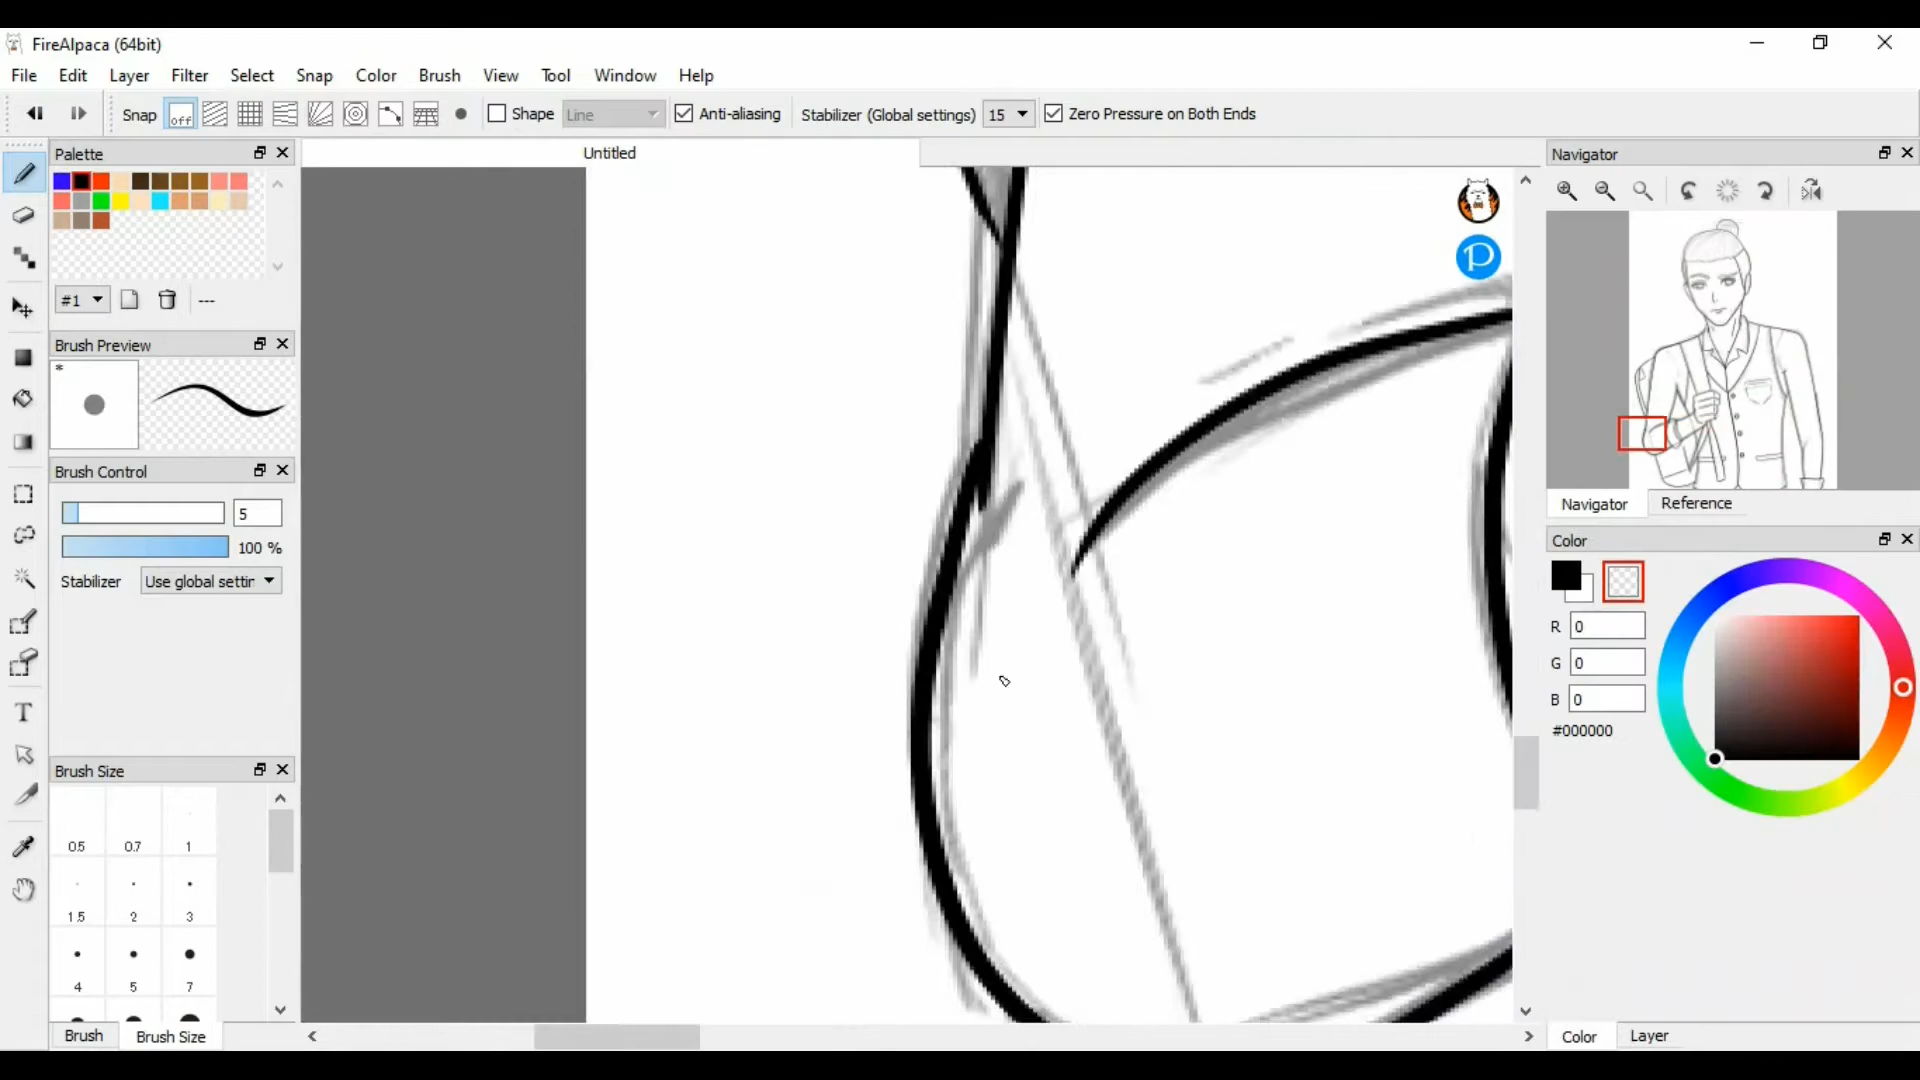 FireAlpaca (64bit)
File Edit Layer Filter Select Snap Color Brush View Tool Window Help
Snap off Shape Line Anti-aliasing Stabilizer (Global settings) 15 Zero Pressure on Both Ends
Palette
Untitled
Navigator
#1
---
Brush Preview
*
Brush Control
5
100 %
Stabilizer Use global settir
Navigator Reference
Color
R 0
G 0
B 0
#000000
Brush Size
0.5 0.7 1
1.5 2 3
4 5 7
Brush Brush Size
Color Layer